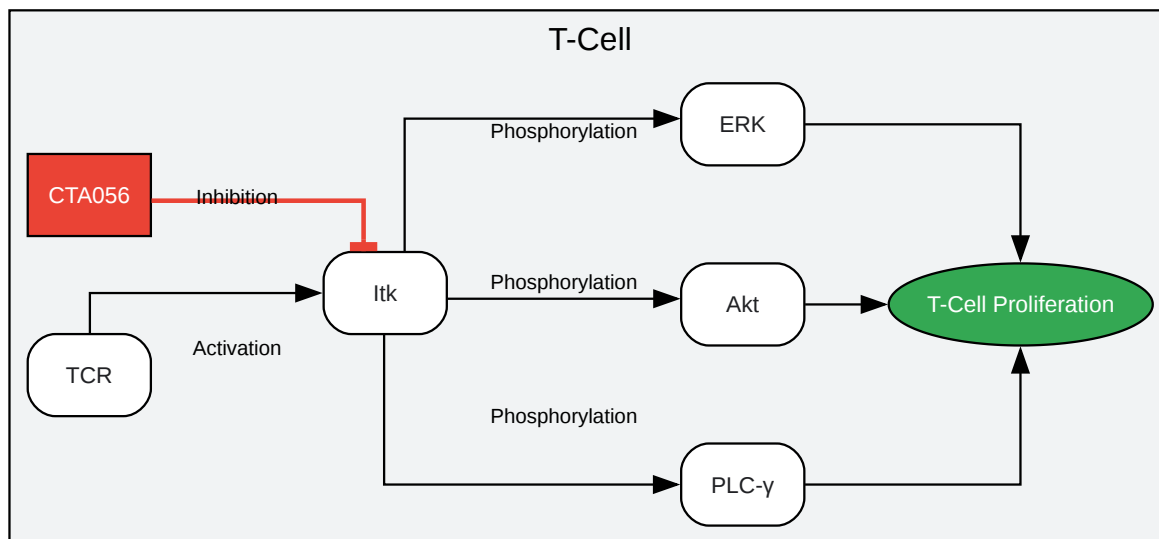 T-Cell
Phosphorylation
ERK
CTA056
Inhibition
Itk
Phosphorylation
Akt
T-Cell Proliferation
TCR
Activation
Phosphorylation
PLC-γ